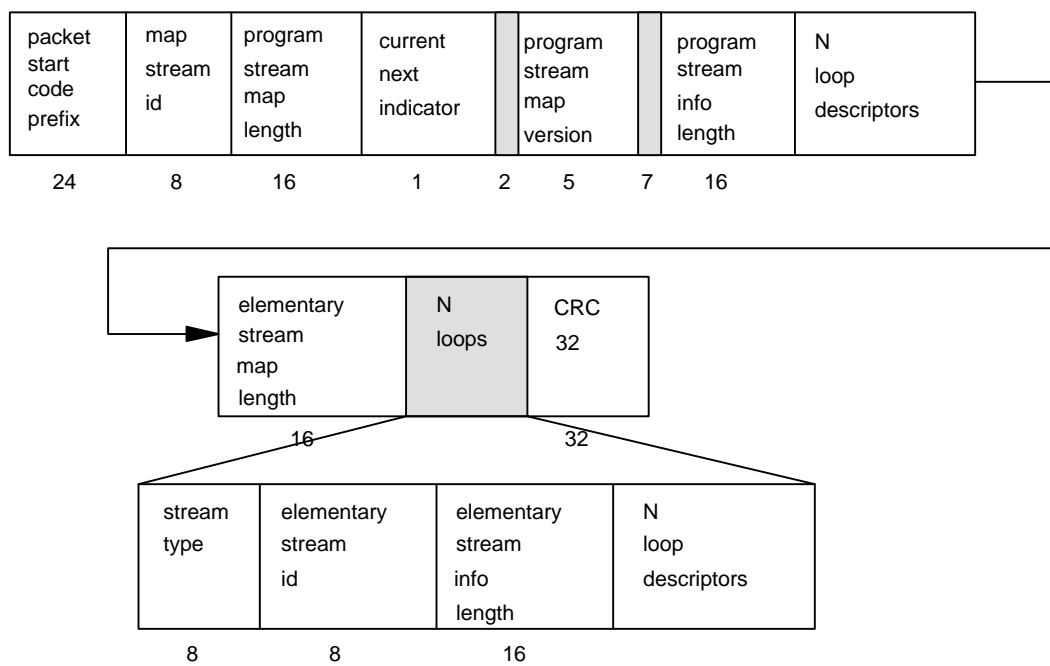 packet
start
code
prefix
map
stream
id
program
stream
map
length
current
next
indicator
program
stream
map
version
program
stream
info
length
N
loop
descriptors
24
8
16
1
2
5
7
16
elementary
stream
map
length
N
loops
CRC
32
16
32
stream
type
elementary
stream
id
elementary
stream
info
length
N
loop
descriptors
8
8
16